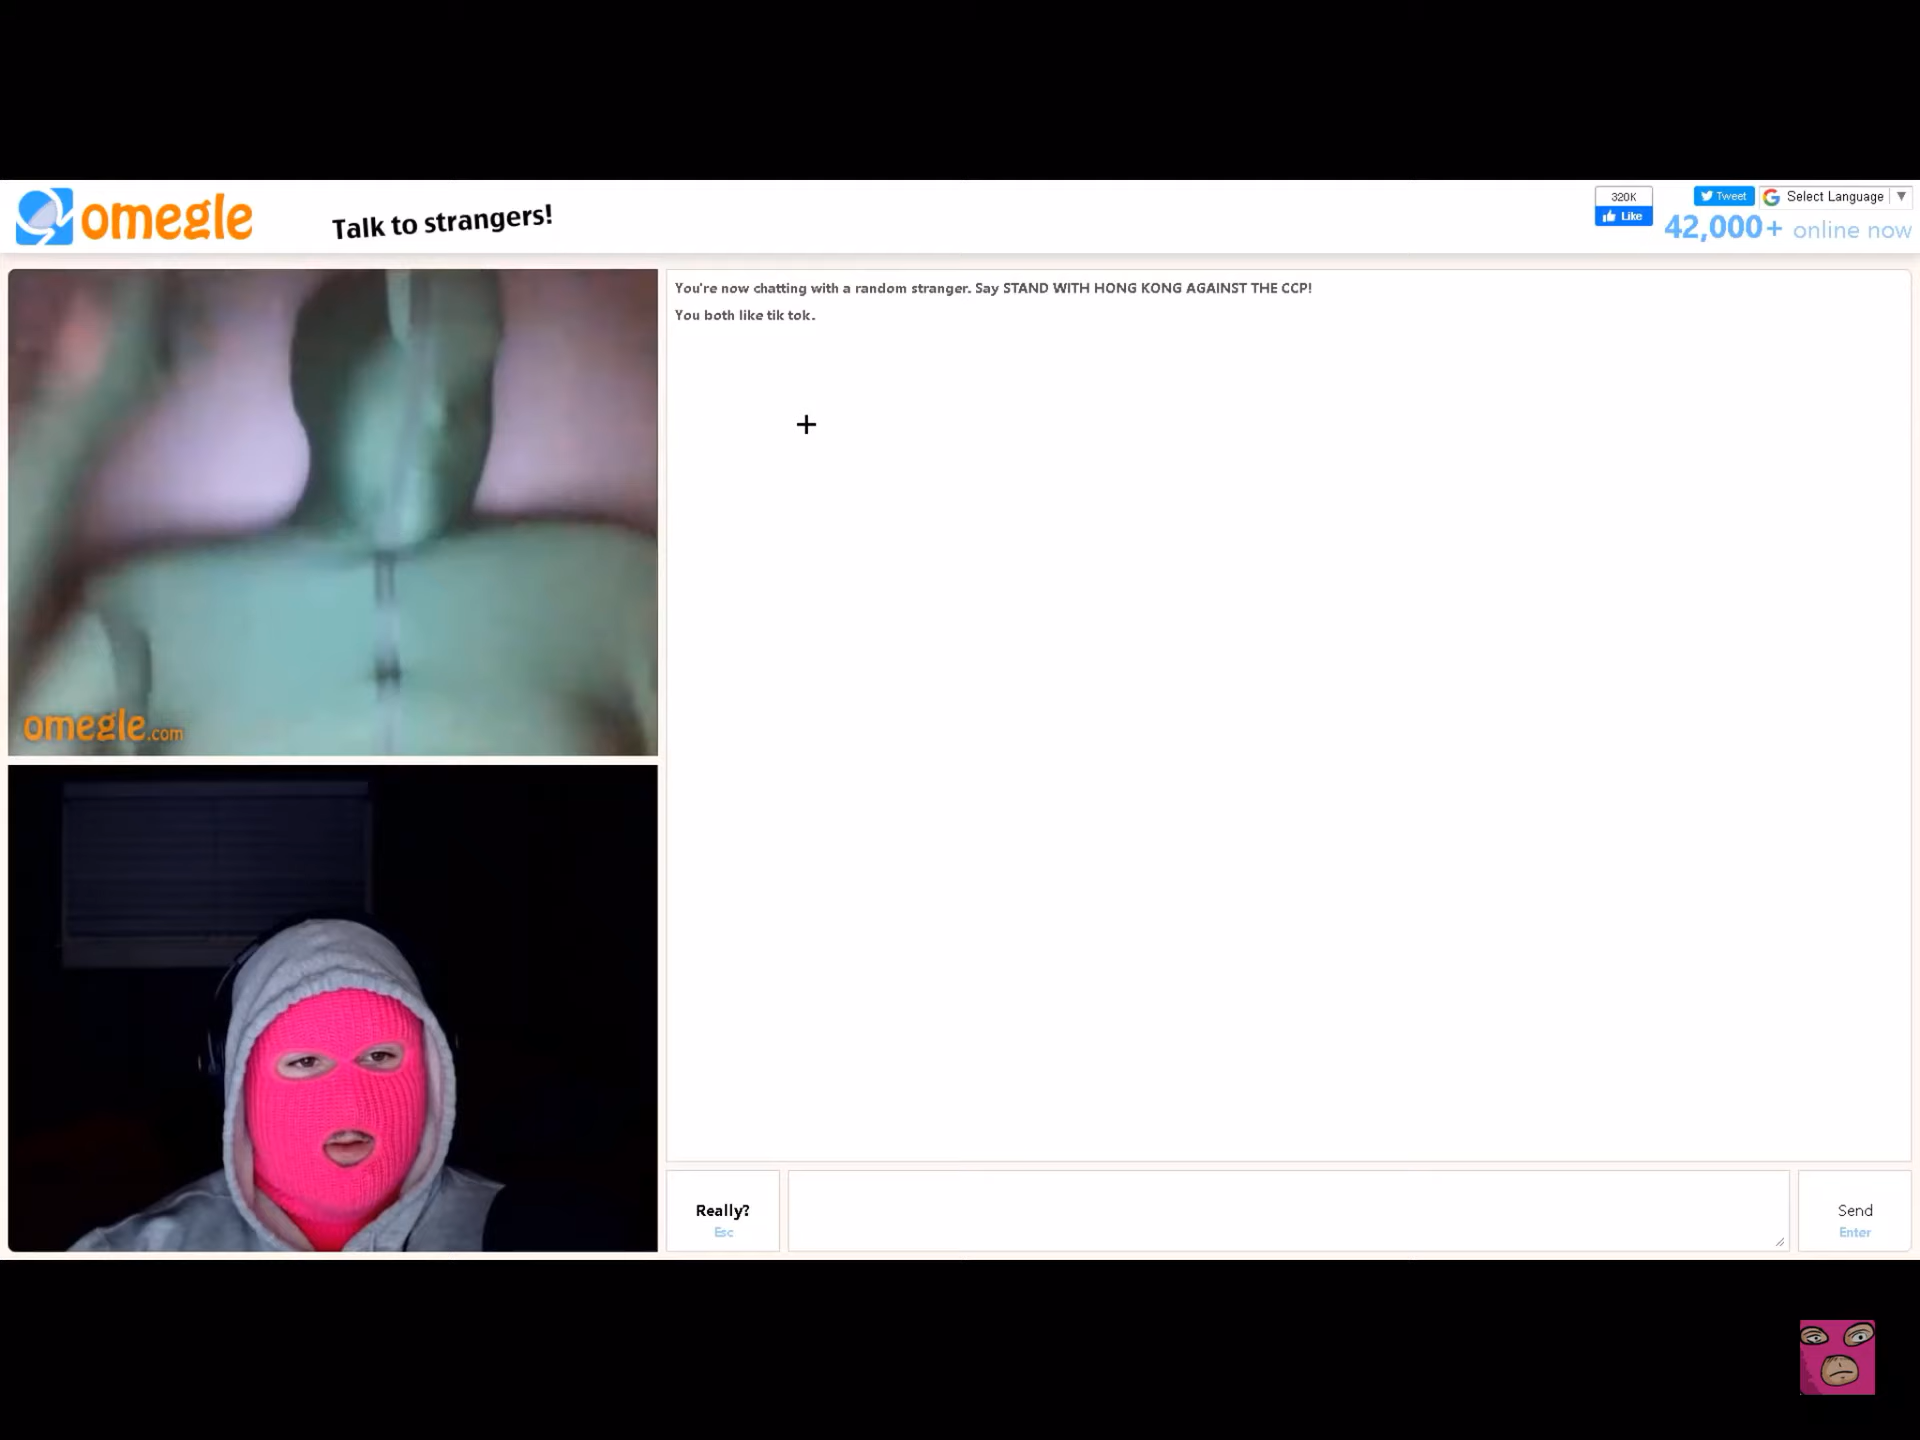 omegle
Talk to strangers!
320K
Like
Tweet
Select Language
42,000+ online now
You're now chatting with a random stranger. Say STAND WITH HONG KONG AGAINST THE CCP!
You both like tik tok.
omegle.com
Really?
Esc
Send
Enter